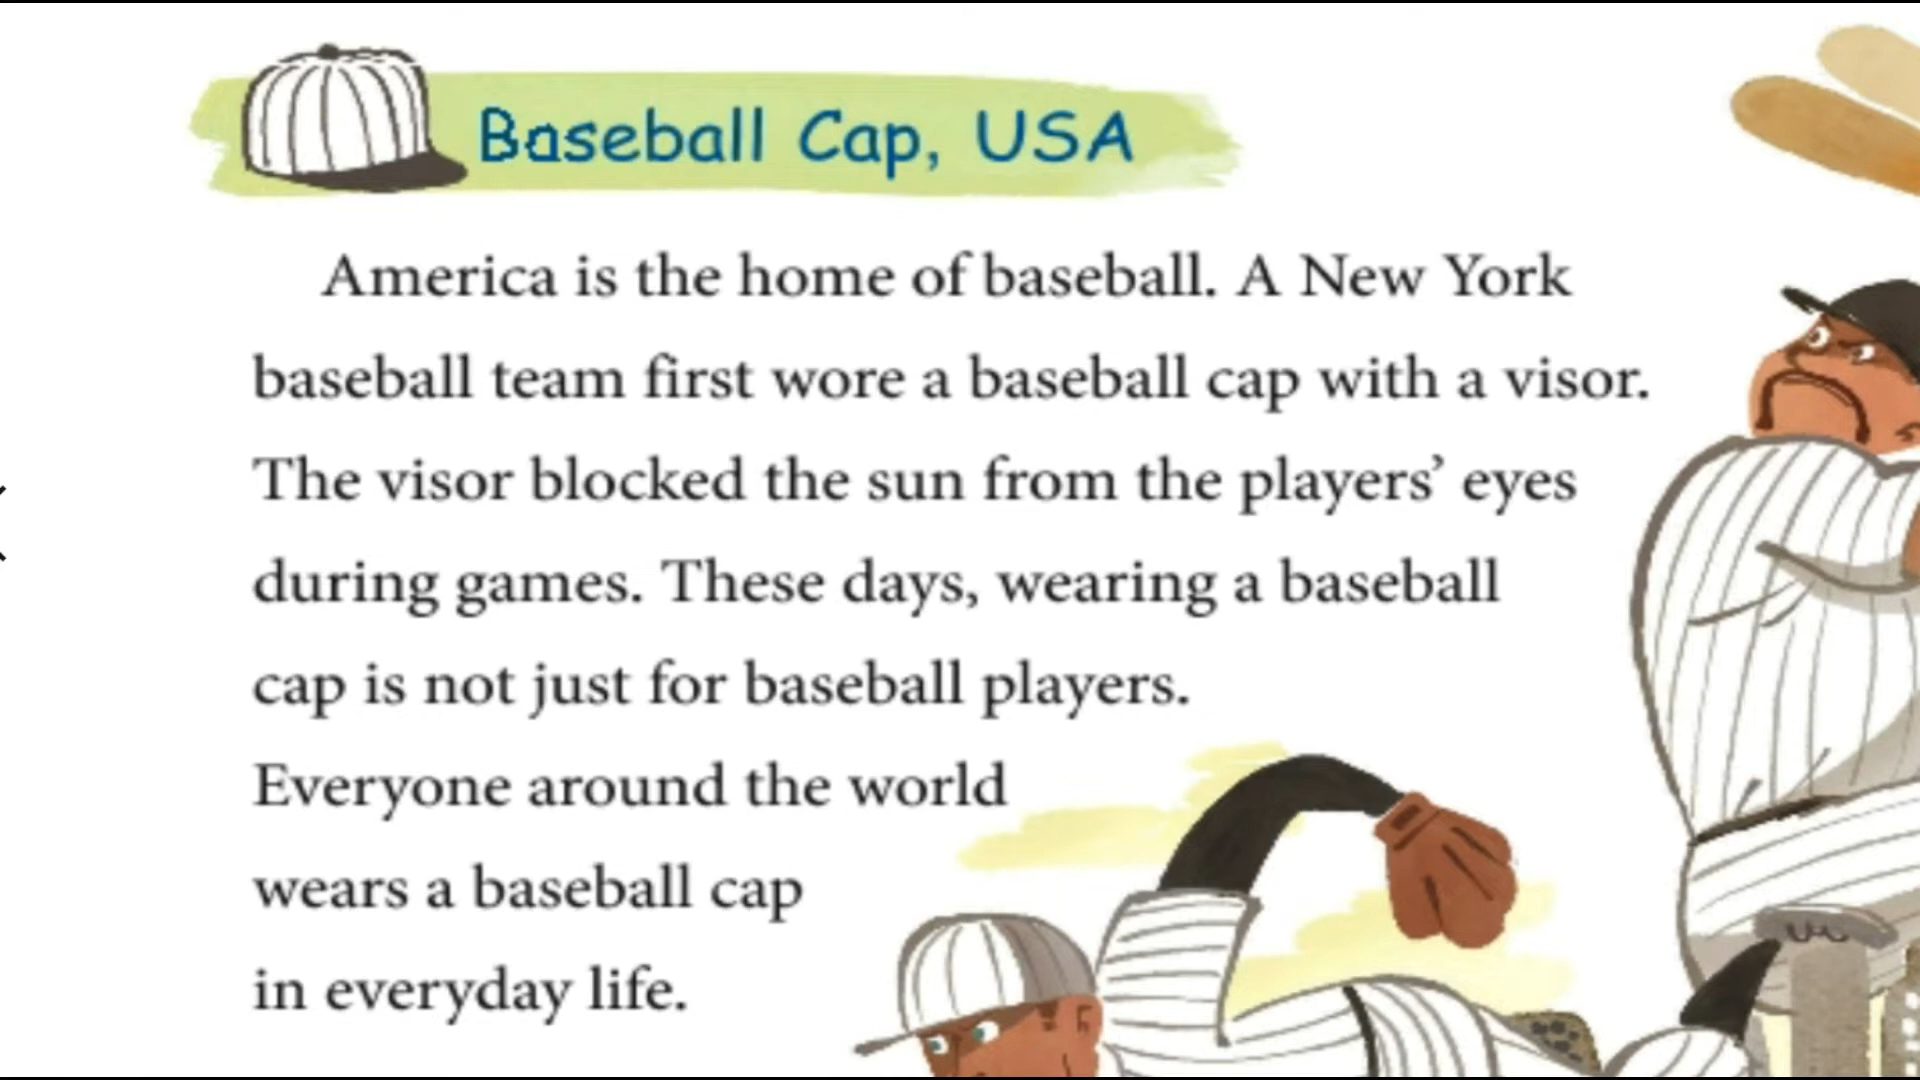 Baseball Cap, USA
America is the home of baseball. A New York
baseball team first wore a baseball cap with a visor.
The visor blocked the sun from the players’ eyes
during games. These days, wearing a baseball
cap is not just for baseball players.
Everyone around the world
wears a baseball cap
in everyday life.